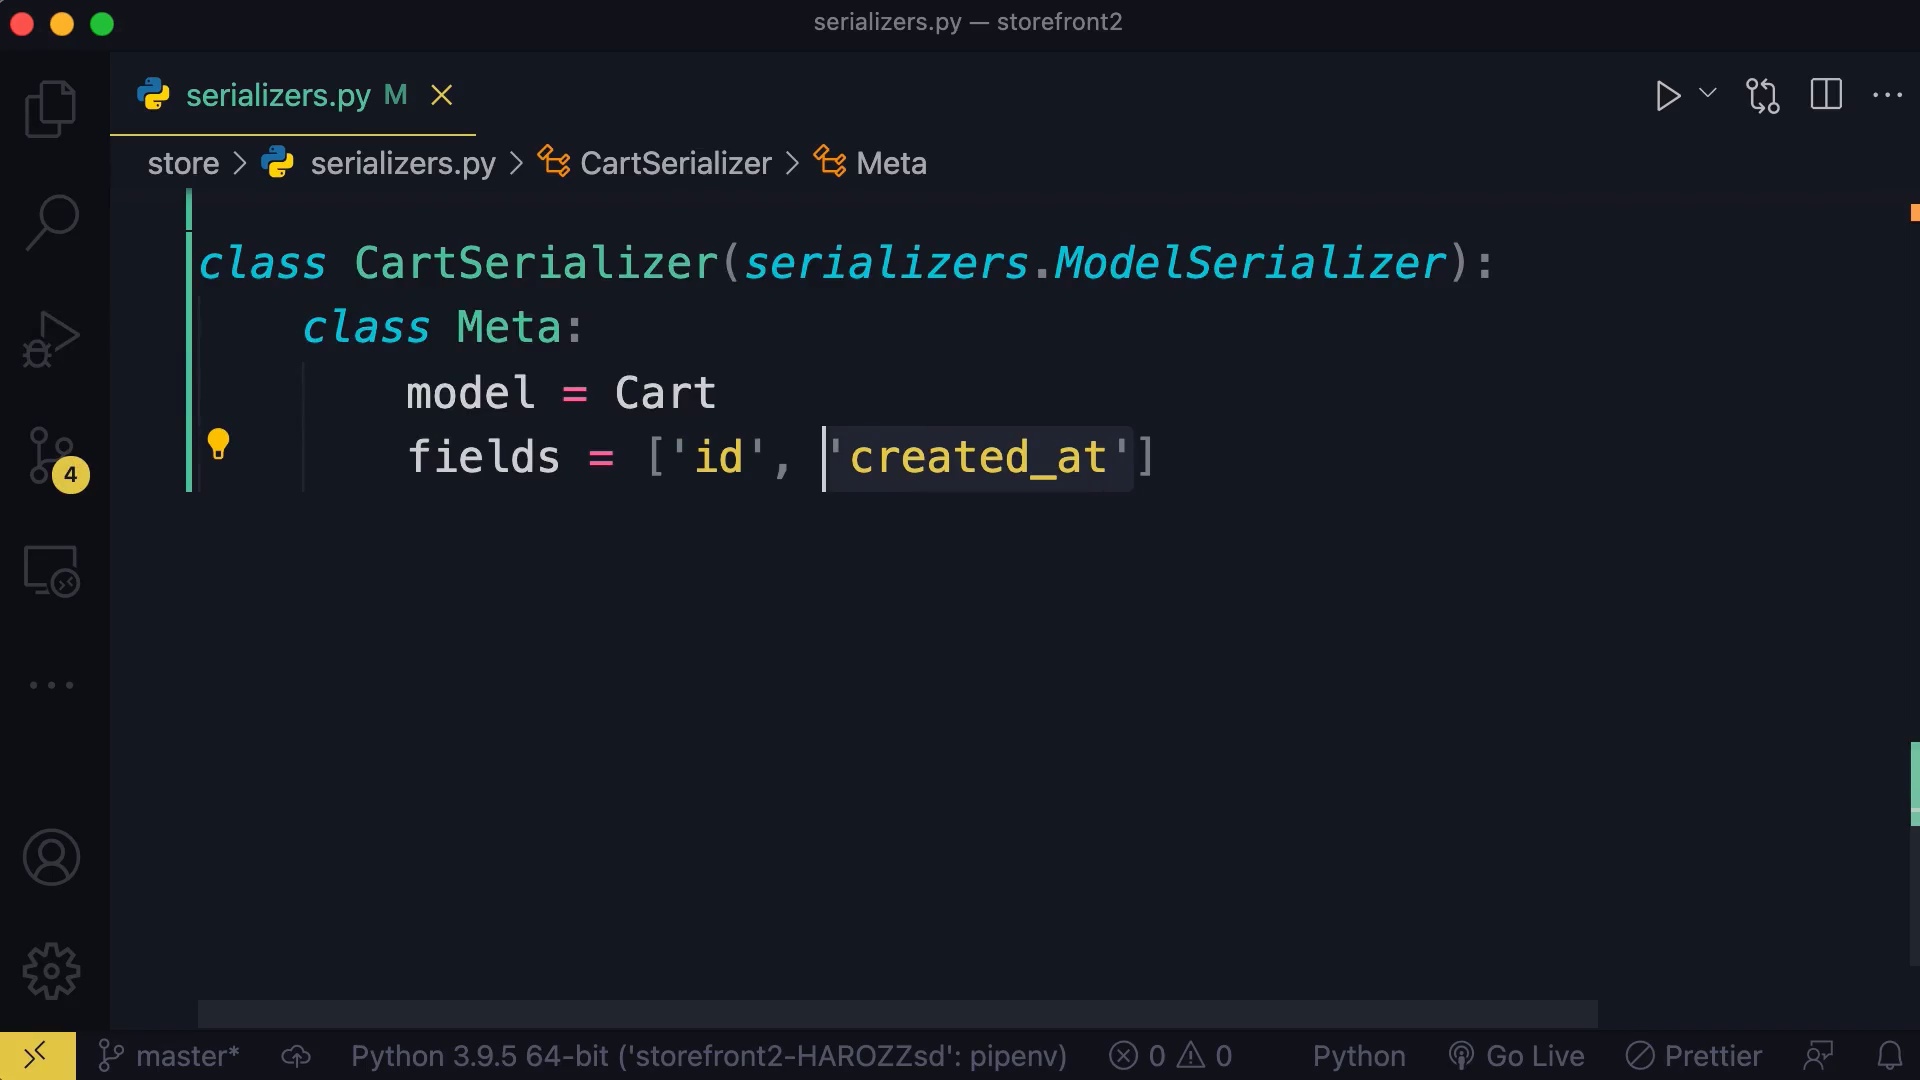 serializers.py — storefront2
serializers.py M
store > serializers.py > CartSerializer > Meta
class CartSerializer(serializers.ModelSerializer):
class Meta:
model = Cart
fields = ['id', 'created_at']
4
master* Python 3.9.5 64-bit ('storefront2-HAROZZsd': pipenv) 0 0 Python Go Live Prettier